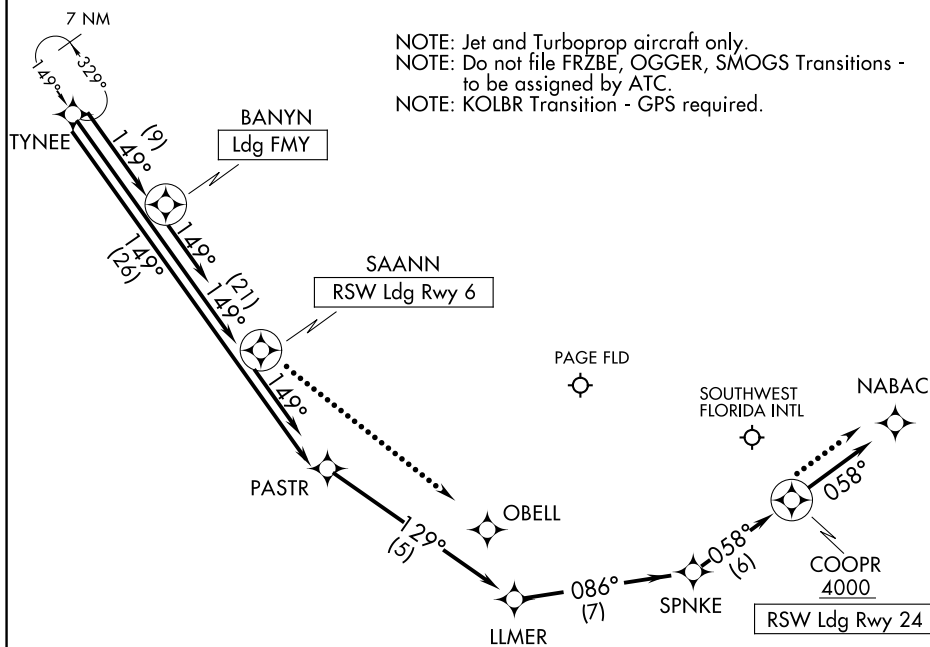 7 NM
149°
329°
TYNEE
NOTE: Jet and Turboprop aircraft only.
NOTE: Do not file FRZBE, OGGER, SMOGS Transitions -
to be assigned by ATC.
NOTE: KOLBR Transition - GPS required.
(9)
149°
BANYN
Ldg FMY
149°
(26)
149°
(21)
149°
SAANN
RSW Ldg Rwy 6
149°
PAGE FLD
SOUTHWEST
FLORIDA INTL
NABAC
PASTR
129°
(5)
OBELL
LLMER
086°
(7)
SPNKE
058°
(6)
058°
COOPR
4000
RSW Ldg Rwy 24